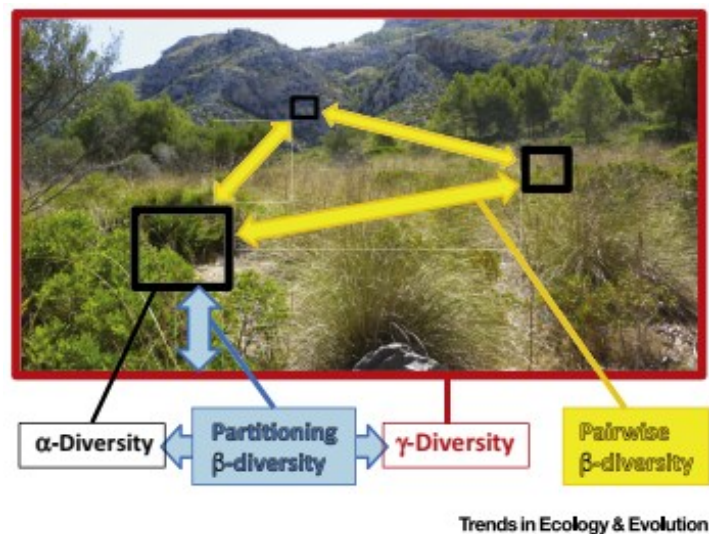 α-Diversity
Partitioning
β-diversity
γ-Diversity
Pairwise
β-diversity
Trends in Ecology & Evolution